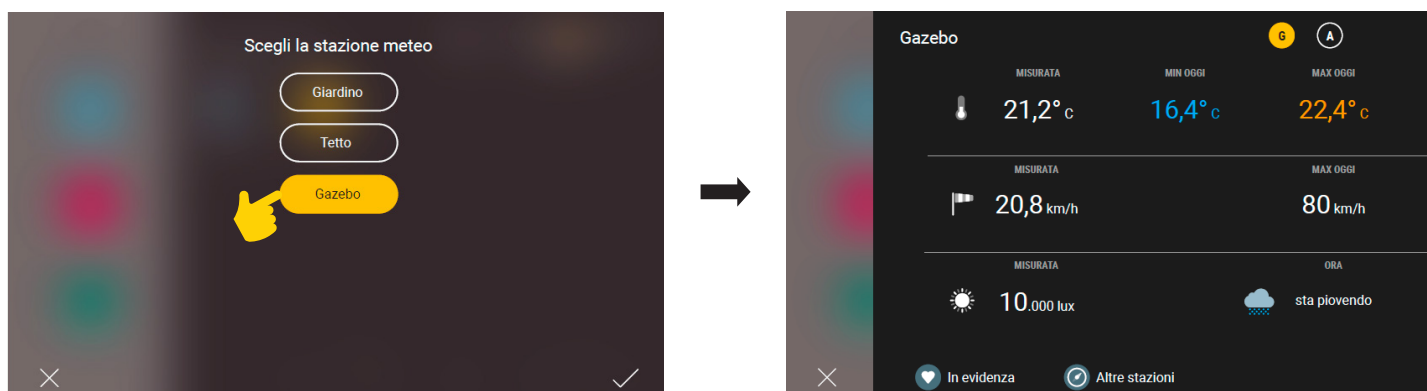 Scegli la stazione meteo
Giardino
Tetto
Gazebo
Gazebo
G A
MISURATA MIN OGGI MAX OGGI
21,2° C 16,4° C 22,4° C
MISURATA MAX OGGI
20,8 km/h 80 km/h
MISURATA ORA
10.000 lux sta piovendo
In evidenza Altre stazioni